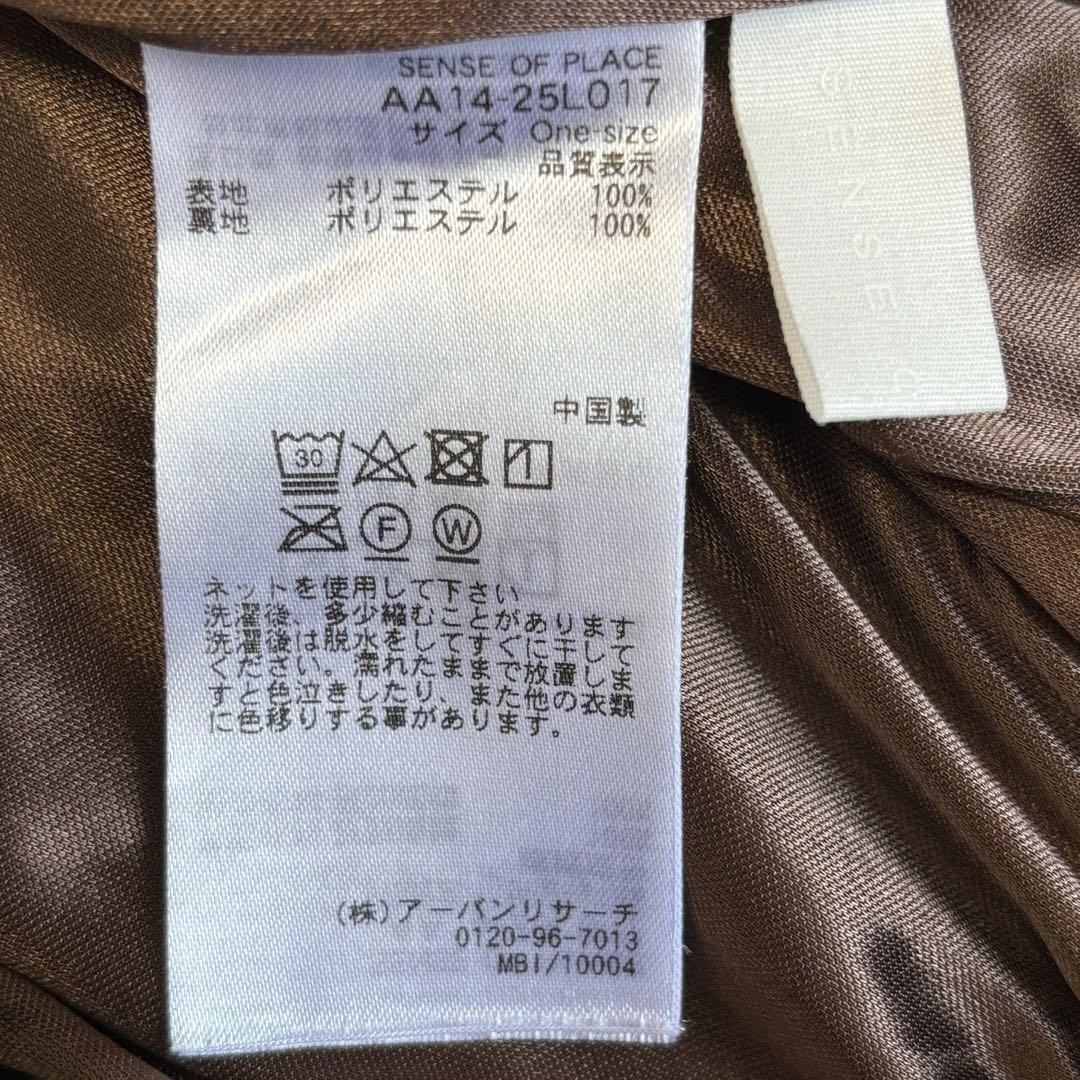 SENSE OF PLACE
AA14-25L017
サイズ One-size
品質表示
表地 ポリエステル 100%
裏地 ポリエステル 100%
中国製
30
F W
ネットを使用して下さい
洗濯後、多少縮むことがあります
洗濯後は脱水をしてすぐに干してく
ください。濡れたままで放置しま
すと色泣きしたり、また他の衣類
に色移りする事があります。
(株)アーバンリサーチ
0120-96-7013
MBI/10004
SENSE O